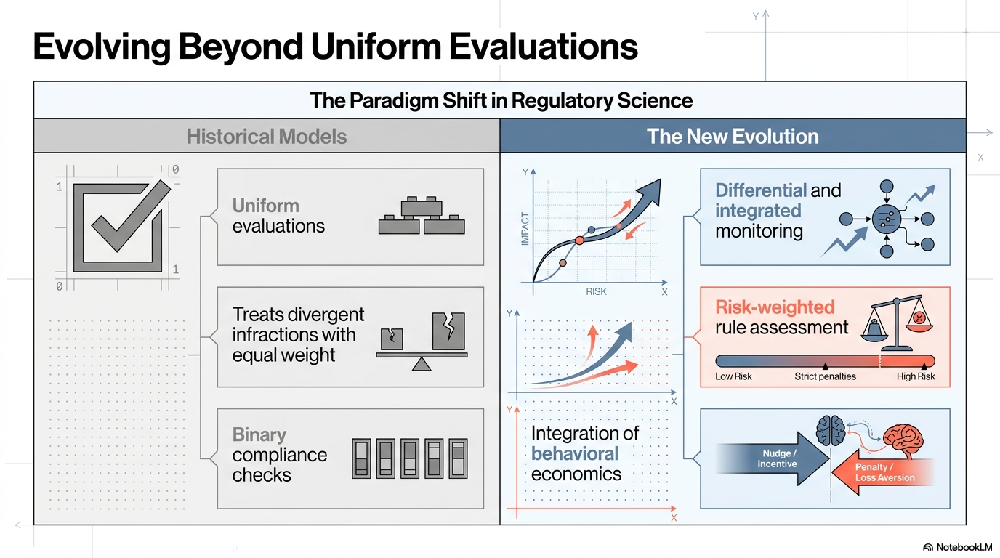 Evolving Beyond Uniform Evaluations
The Paradigm Shift in Regulatory Science
Historical Models
The New Evolution
0
1
1
0
Uniform
evaluations
Treats divergent
infractions with
equal weight
Binary
compliance
checks
Y
IMPACT
RISK
X
Y
X
Y
Integration of
behavioral
economics
X
Differential and
integrated
monitoring
Risk-weighted
rule assessment
Low Risk
Strict penalties
High Risk
Nudge /
Incentive
Penalty /
Loss Aversion
Y
X
NotebookLM